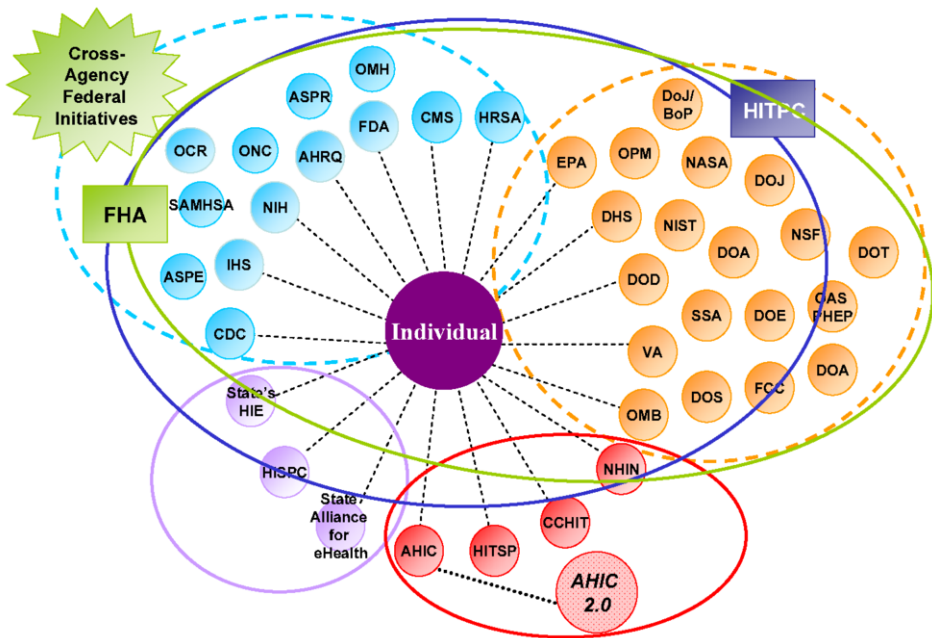 Cross-
Agency
Federal
Initiatives
OMH
ASPR
FDA
CMS
HRSA
OCR
ONC
AHRQ
SAMHSA
NIH
FHA
ASPE
IHS
CDC
DoJ/
BoP
HITPC
EPA
OPM
NASA
DOJ
DHS
NIST
NSF
DOA
DOT
DOD
SSA
DOE
OAS
PHEP
VA
DOA
OMB
DOS
FCC
Individual
State's
HIE
HISPC
State
Alliance
for
eHealth
NHIN
CCHIT
AHIC
HITSP
AHIC
2.0